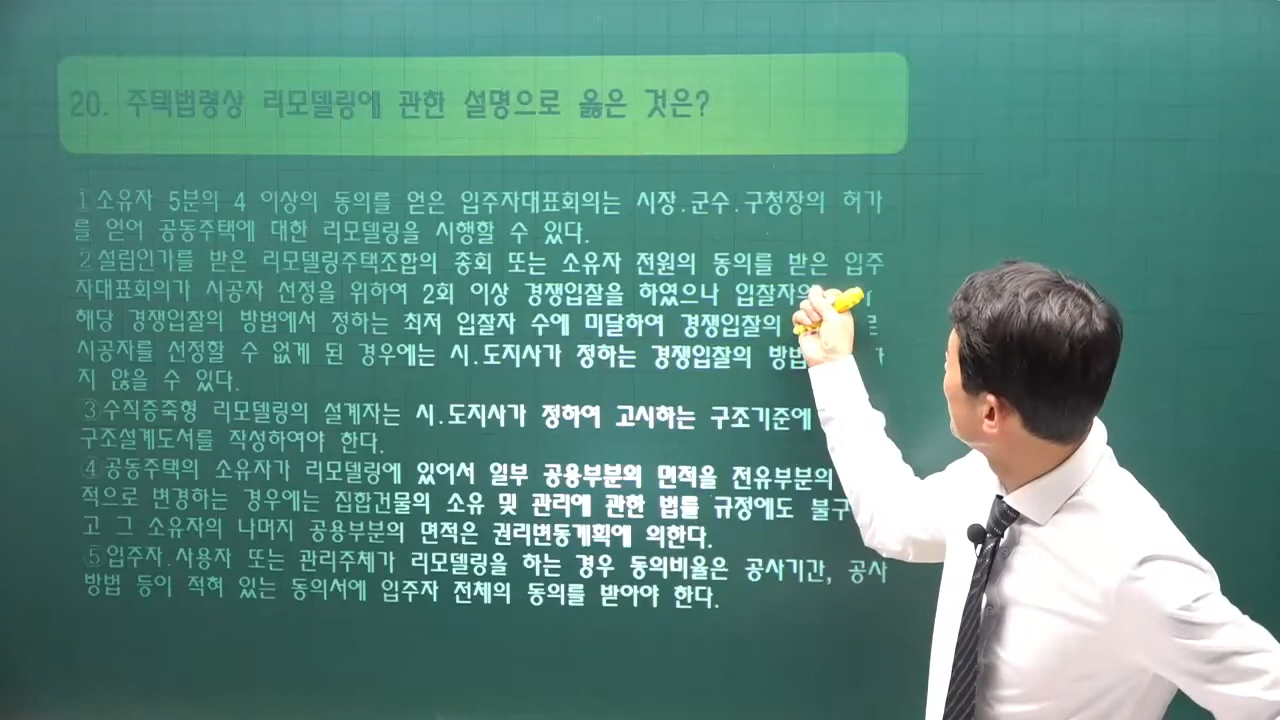 20. 주택법령상 리모델링에 관한 설명으로 옳은 것은?
①소유자 5분의 4 이상의 동의를 얻은 입주자대표회의는 시장.군수.구청장의 허가
를 얻어 공동주택에 대한 리모델링을 시행할 수 있다.
②설립인가를 받은 리모델링주택조합의 총회 또는 소유자 전원의 동의를 받은 입주
자대표회의가 시공자 선정을 위하여 2회 이상 경쟁입찰을 하였으나 입찰자의
해당 경쟁입찰의 방법에서 정하는 최저 입찰자 수에 미달하여 경쟁입찰의
시공자를 선정할 수 없게 된 경우에는 시.도지사가 정하는 경쟁입찰의
지 않을 수 있다.
③수직증축형 리모델링의 설계자는 시.도지사가 정하여 고시하는 구조기준에
구조설계도서를 작성하여야 한다.
④공동주택의 소유자가 리모델링에 있어서 일부 공용부분의 면적을 전유부분의
적으로 변경하는 경우에는 집합건물의 소유 및 관리에 관한 법률 규정에도 불구
고 그 소유자의 나머지 공용부분의 면적은 권리변동계획에 의한다.
⑤입주자.사용자 또는 관리주체가 리모델링을 하는 경우 동의비율은 공사기간, 공사
방법 등이 적혀 있는 동의서에 입주자 전체의 동의를 받아야 한다.